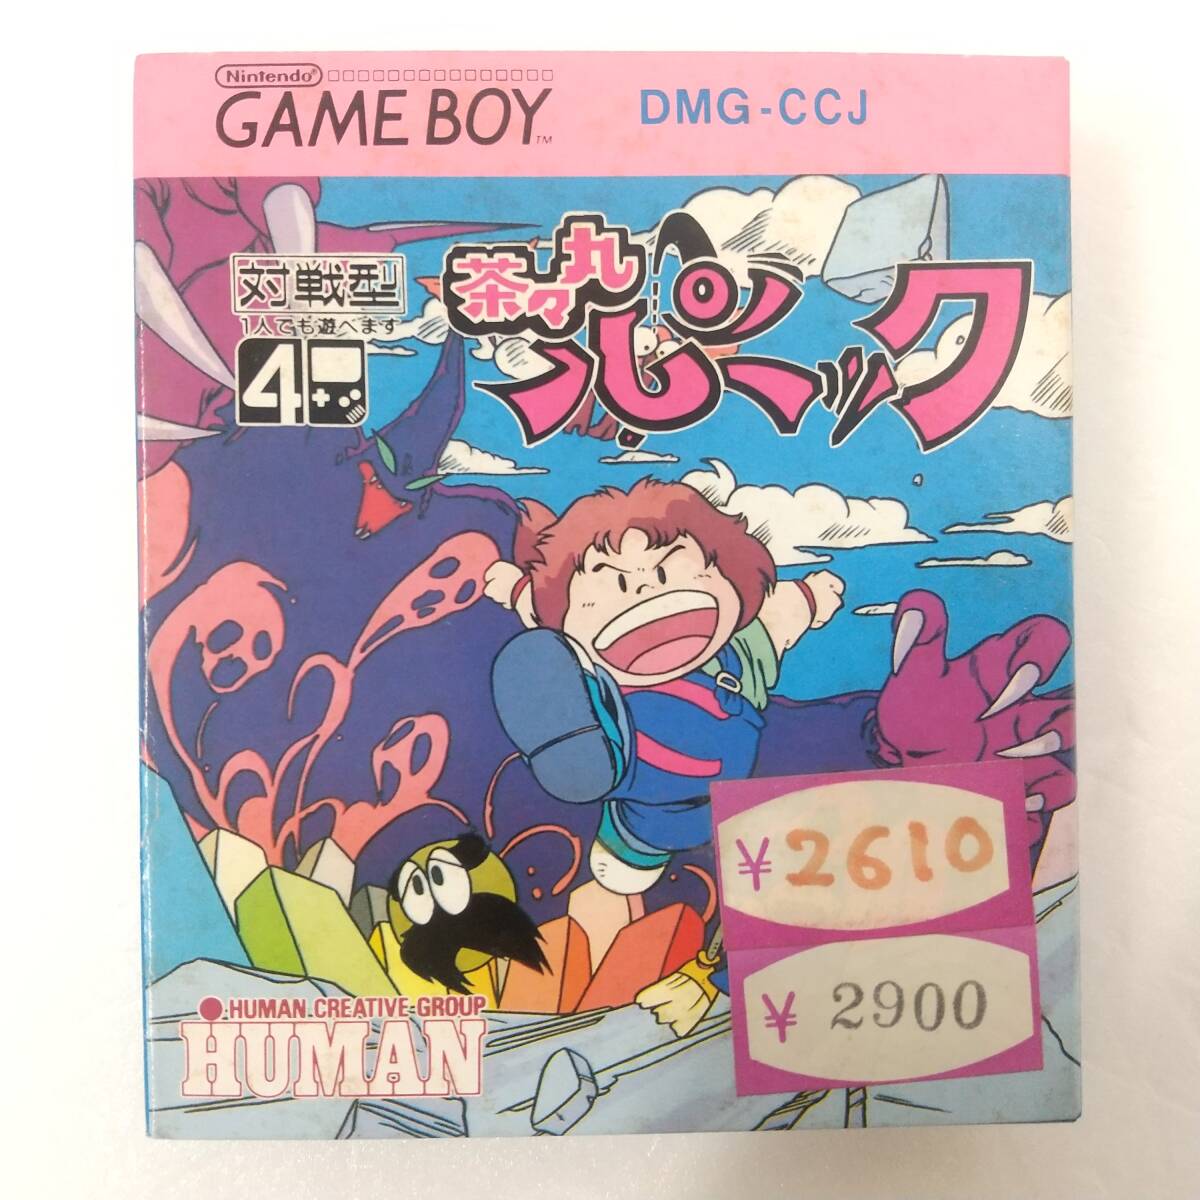 Nintendo®
GAME BOY™
DMG-CCJ
対戦型
1人でも遊べます
4
茶々丸
パニック
¥2610
¥2900
HUMAN CREATIVE GROUP
HUMAN